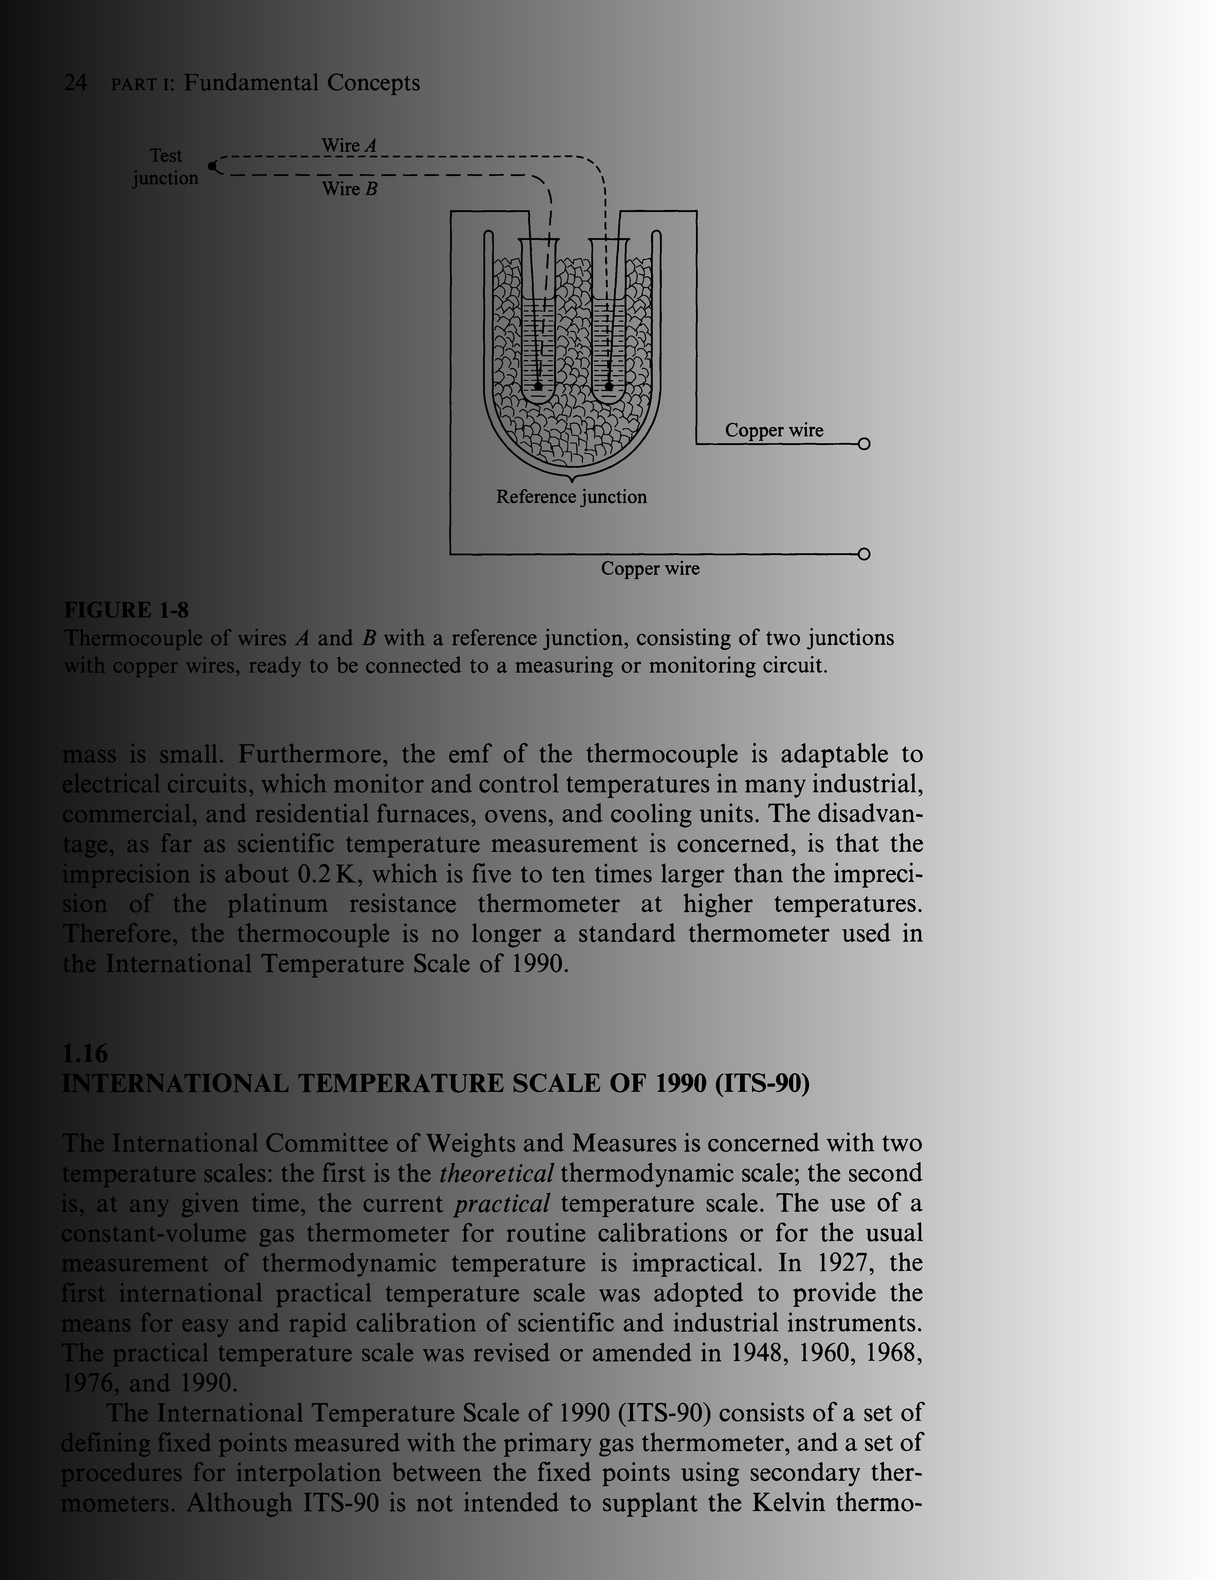 24 PART I: Fundamental Concepts
Test
junction
Wire A
Wire B
Copper wire
Reference junction
Copper wire
FIGURE 1-8
Thermocouple of wires A and B with a reference junction, consisting of two junctions
with copper wires, ready to be connected to a measuring or monitoring circuit.
mass is small. Furthermore, the emf of the thermocouple is adaptable to
electrical circuits, which monitor and control temperatures in many industrial,
commercial, and residential furnaces, ovens, and cooling units. The disadvan-
tage, as far as scientific temperature measurement is concerned, is that the
imprecision is about 0.2 K, which is five to ten times larger than the impreci-
sion of the platinum resistance thermometer at higher temperatures.
Therefore, the thermocouple is no longer a standard thermometer used in
the International Temperature Scale of 1990.
1.16
INTERNATIONAL TEMPERATURE SCALE OF 1990 (ITS-90)
The International Committee of Weights and Measures is concerned with two
temperature scales: the first is the theoretical thermodynamic scale; the second
is, at any given time, the current practical temperature scale. The use of a
constant-volume gas thermometer for routine calibrations or for the usual
measurement of thermodynamic temperature is impractical. In 1927, the
first international practical temperature scale was adopted to provide the
means for easy and rapid calibration of scientific and industrial instruments.
The practical temperature scale was revised or amended in 1948, 1960, 1968,
1976, and 1990.
The International Temperature Scale of 1990 (ITS-90) consists of a set of
defining fixed points measured with the primary gas thermometer, and a set of
procedures for interpolation between the fixed points using secondary ther-
mometers. Although ITS-90 is not intended to supplant the Kelvin thermo-